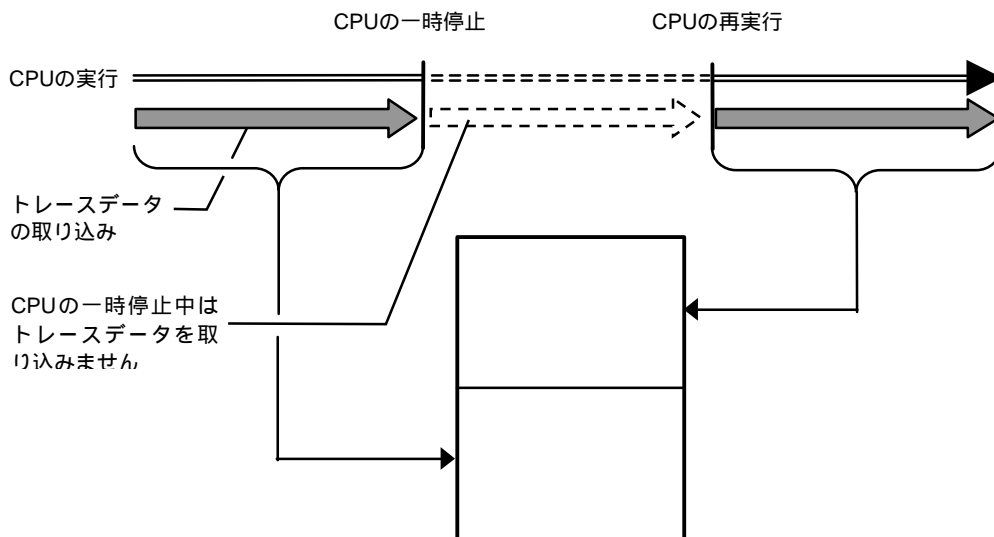 CPUの一時停止
CPUの再実行
CPUの実行
トレースデータ
の取り込み
CPUの一時停止中は
トレースデータを取
り込みません